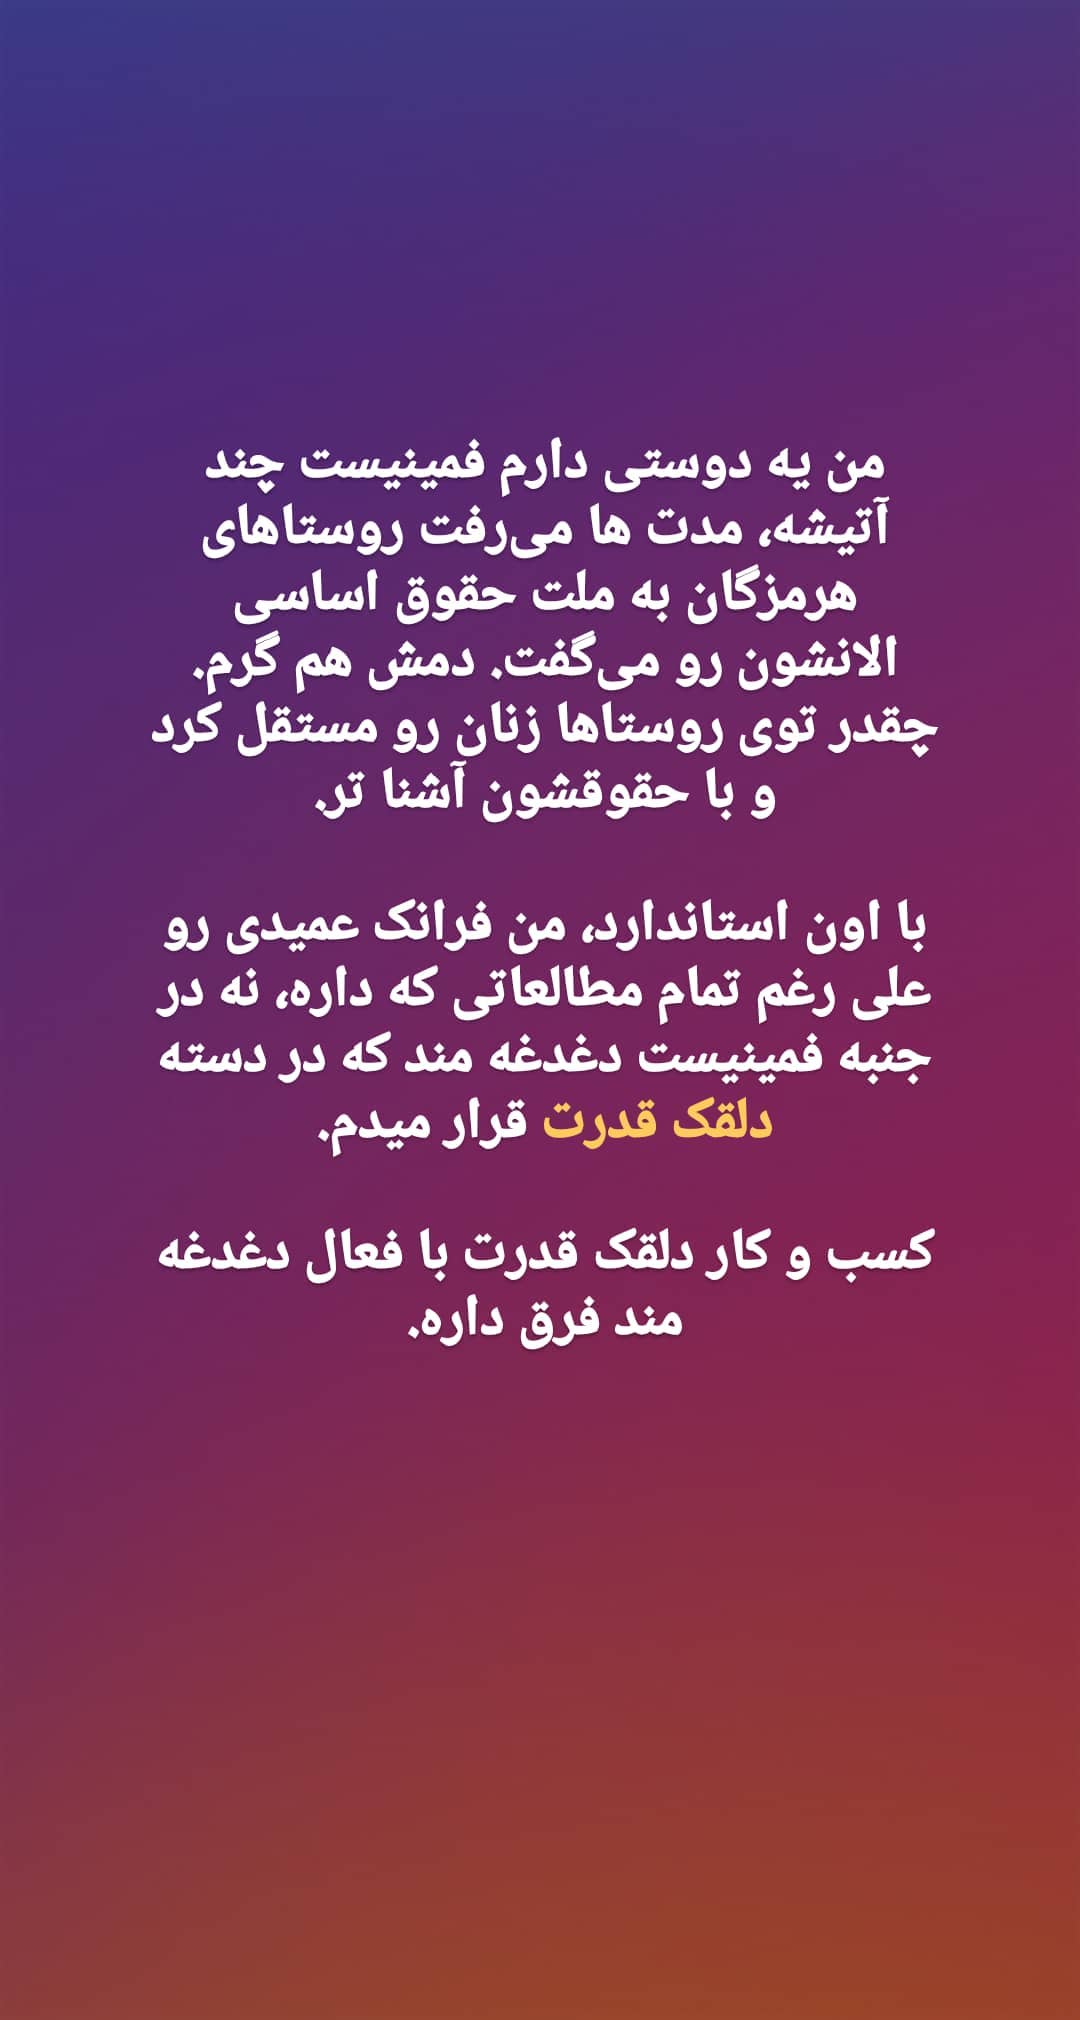 من یه دوستی دارم فمینیست چند
آتیشه، مدت ها می‌رفت روستاهای
هرمزگان به ملت حقوق اساسی
الانشون رو می‌گفت. دمش هم گرم.
چقدر توی روستاها زنان رو مستقل کرد
و با حقوقشون آشنا تر.
با اون استاندارد، من فرانک عمیدی رو
علی رغم تمام مطالعاتی که داره، نه در
جنبه فمینیست دغدغه مند که در دسته
دلقک قدرت قرار میدم.
کسب و کار دلقک قدرت با فعال دغدغه
مند فرق داره.